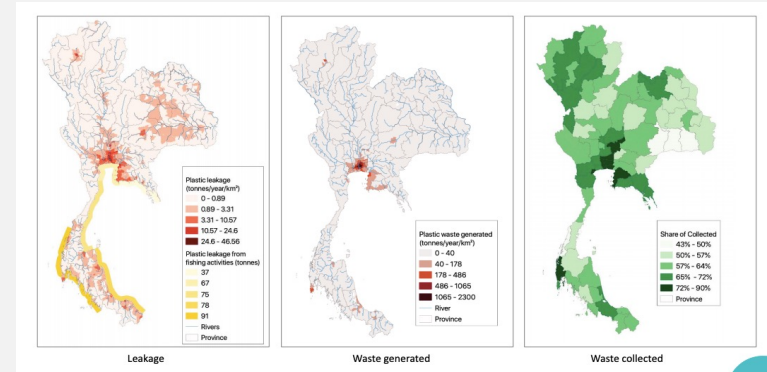 Plastic leakage
(tonnes/year/km²)
0 - 0.89
0.89 - 3.31
3.31 - 10.57
10.57 - 24.6
24.6 - 46.56
Plastic leakage from
fishing activities (tonnes)
37
67
75
78
91
Rivers
Province
Plastic waste generated
(tonnes/year/km²)
0 - 40
40 - 178
178 - 486
486 - 1065
1065 - 2300
River
Province
Share of Collected
43% - 50%
50% - 57%
57% - 64%
65% - 72%
72% - 90%
Province
Leakage
Waste generated
Waste collected